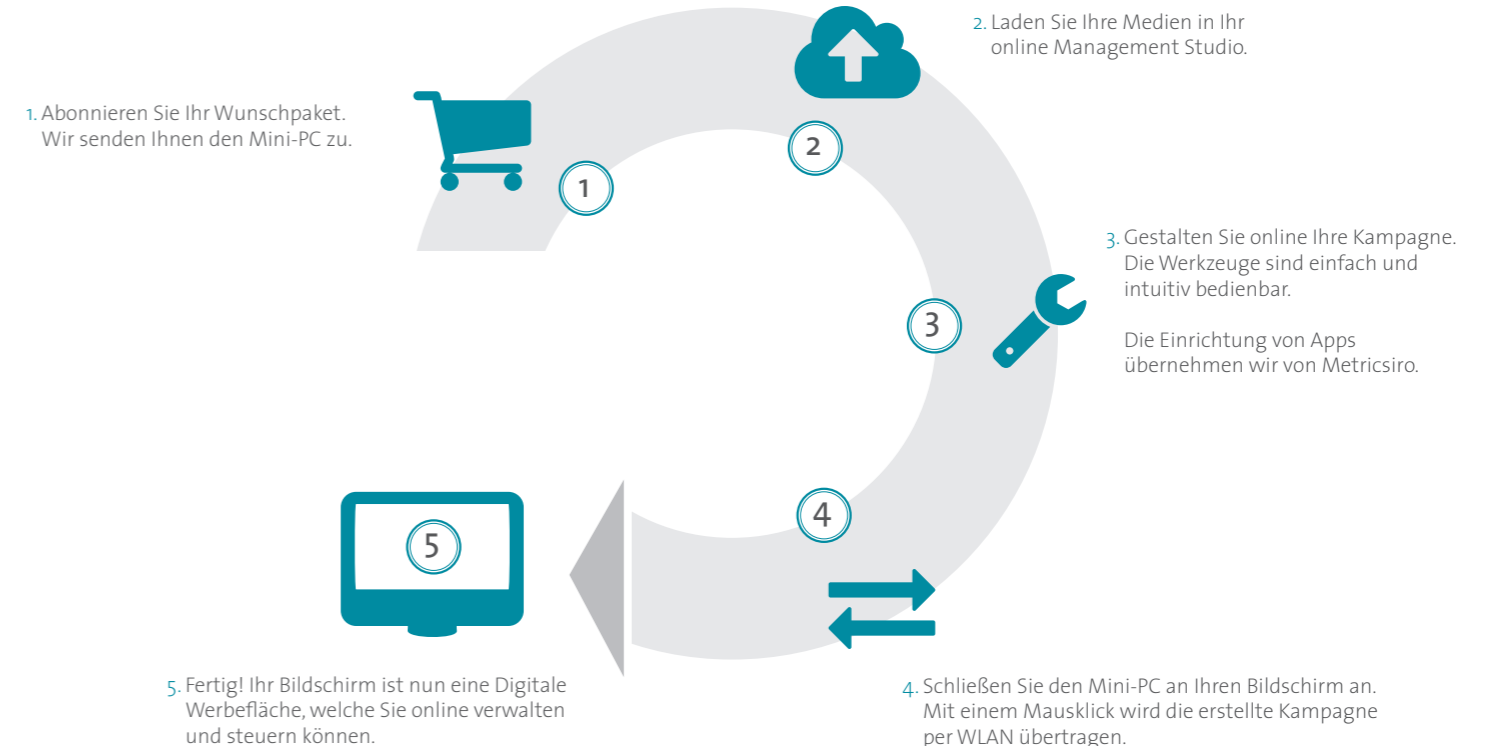 1. Abonnieren Sie Ihr Wunschpaket.
Wir senden Ihnen den Mini-PC zu.
1
2. Laden Sie Ihre Medien in Ihr
online Management Studio.
2
3. Gestalten Sie online Ihre Kampagne.
Die Werkzeuge sind einfach und
intuitiv bedienbar.
Die Einrichtung von Apps
übernehmen wir von Metricsiro.
3
4
4. Schließen Sie den Mini-PC an Ihren Bildschirm an.
Mit einem Mausklick wird die erstellte Kampagne
per WLAN übertragen.
5
5. Fertig! Ihr Bildschirm ist nun eine Digitale
Werbefläche, welche Sie online verwalten
und steuern können.